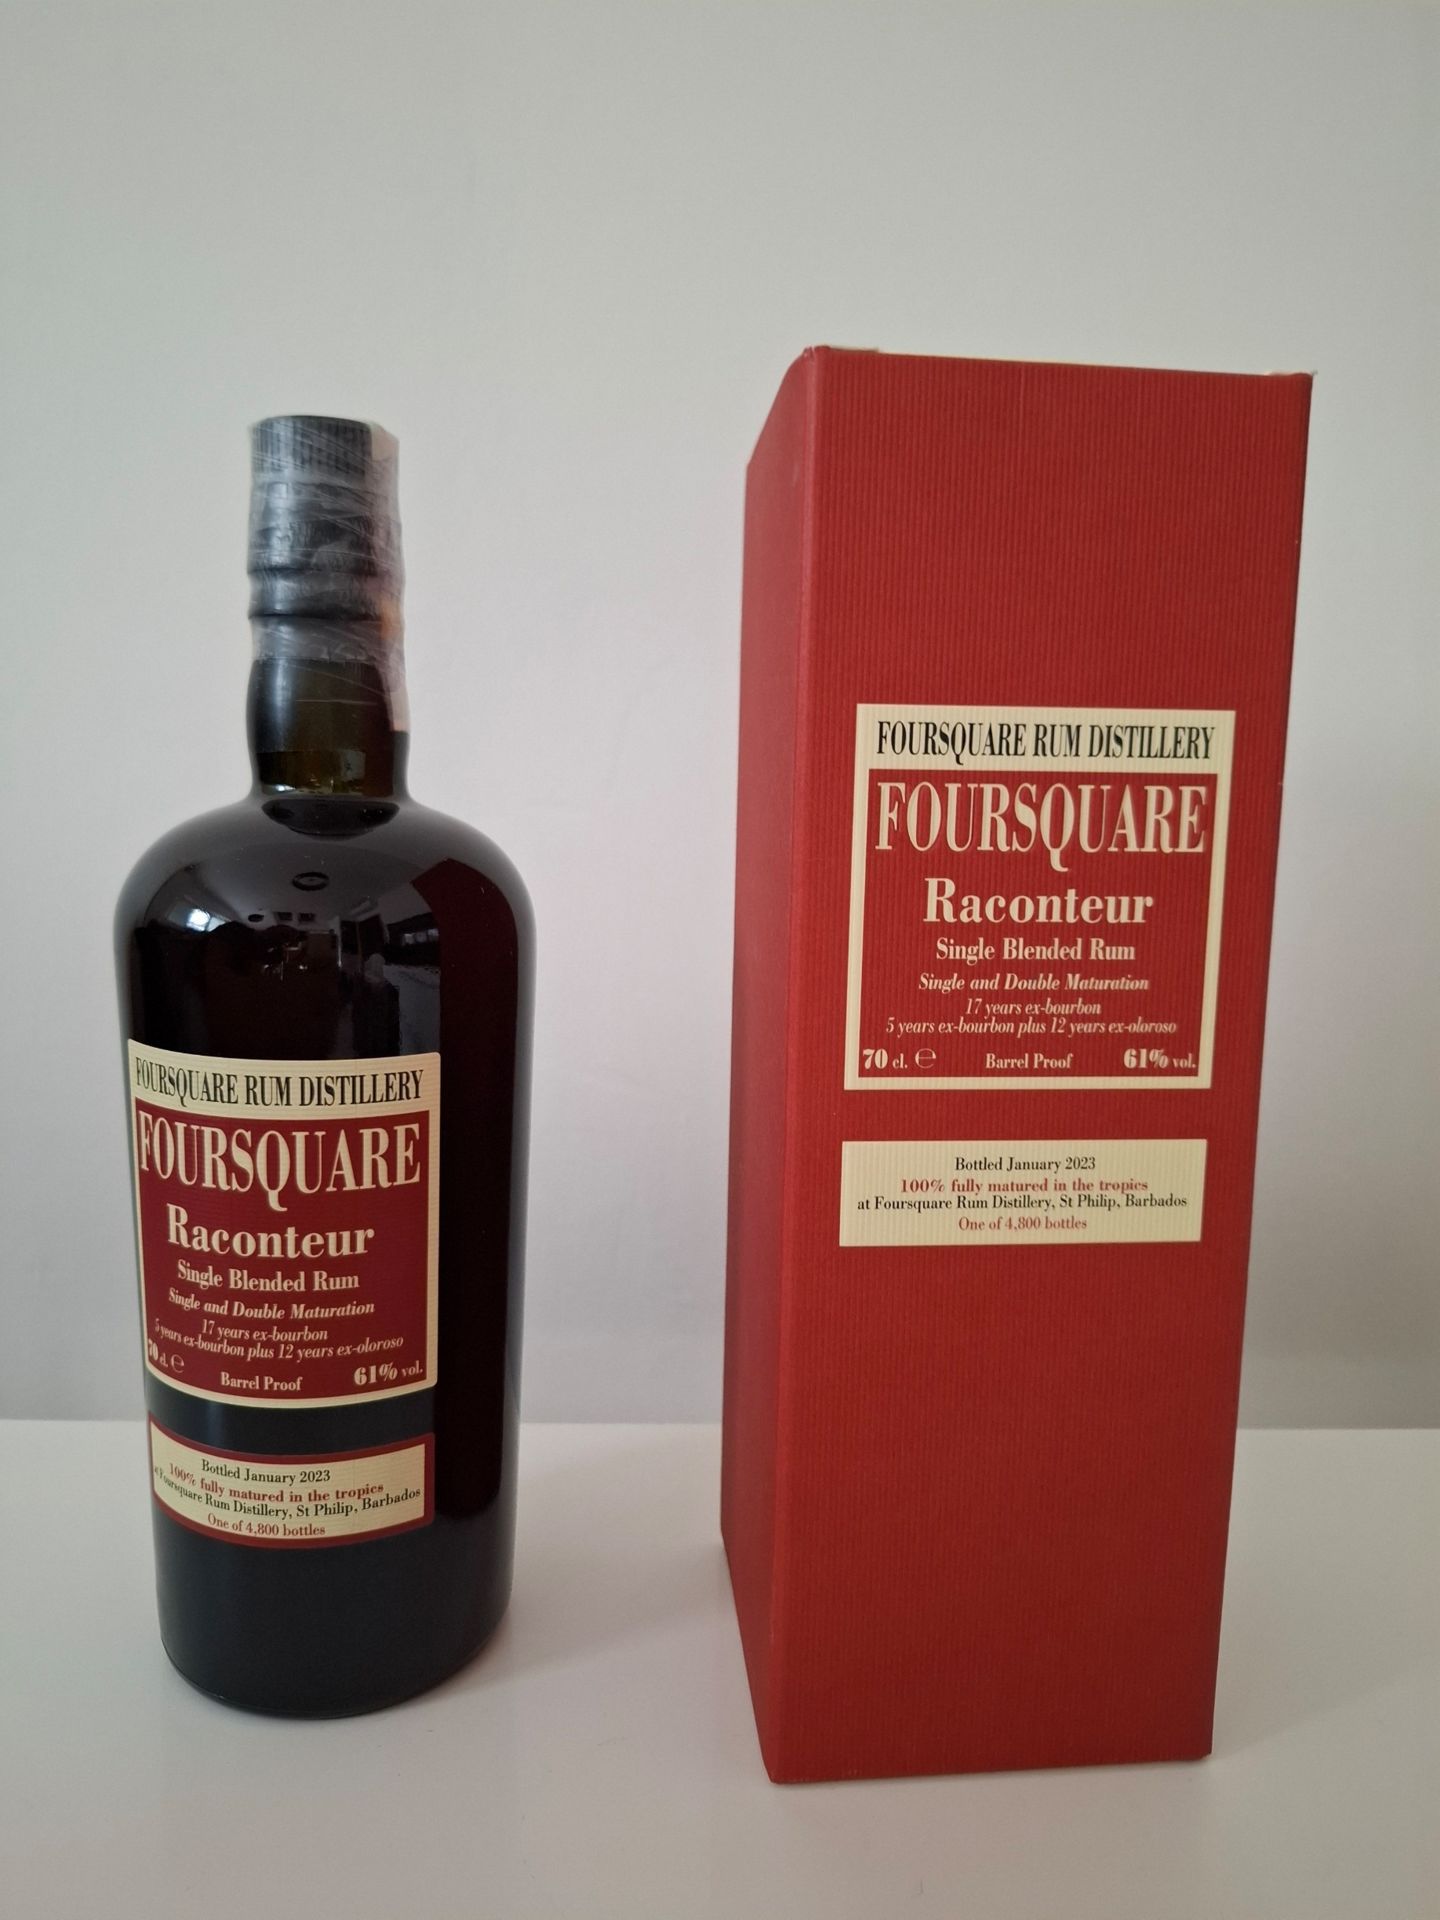 FOURSQUARE RUM DISTILLERY
FOURSQUARE
Raconteur
Single Blended Rum
Single and Double Maturation
17 years ex-bourbon
5 years ex-bourbon plus 12 years ex-oloroso
70 cl. ℮ Barrel Proof 61% vol.
Bottled January 2023
100% fully matured in the tropics
at Foursquare Rum Distillery, St Philip, Barbados
One of 4,800 bottles
FOURSQUARE RUM DISTILLERY
FOURSQUARE
Raconteur
Single Blended Rum
Single and Double Maturation
17 years ex-bourbon
5 years ex-bourbon plus 12 years ex-oloroso
70 cl. ℮ Barrel Proof 61% vol.
Bottled January 2023
100% fully matured in the tropics
at Foursquare Rum Distillery, St Philip, Barbados
One of 4,800 bottles